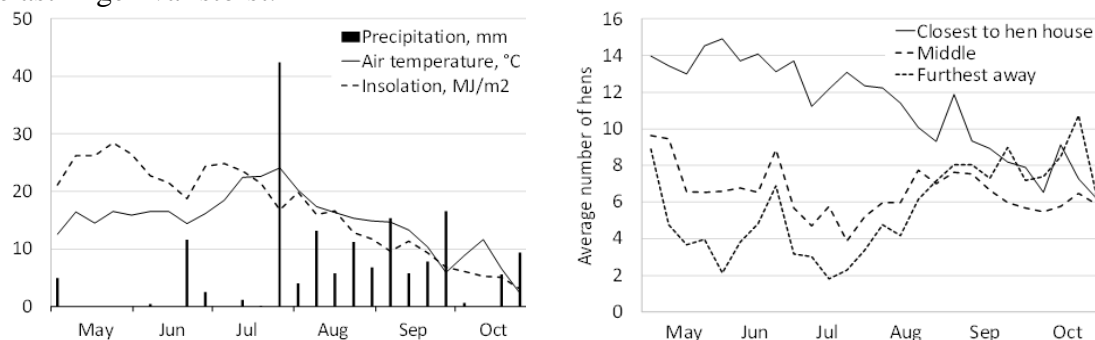 50
40
30
20
10
0
Precipitation, mm
Air temperature, °C
Insolation, MJ/m2
May Jun Jul Aug Sep Oct
16
14
12
10
8
6
4
2
0
Average number of hens
Closest to hen house
Middle
Furthest away
May Jun Jul Aug Sep Oct